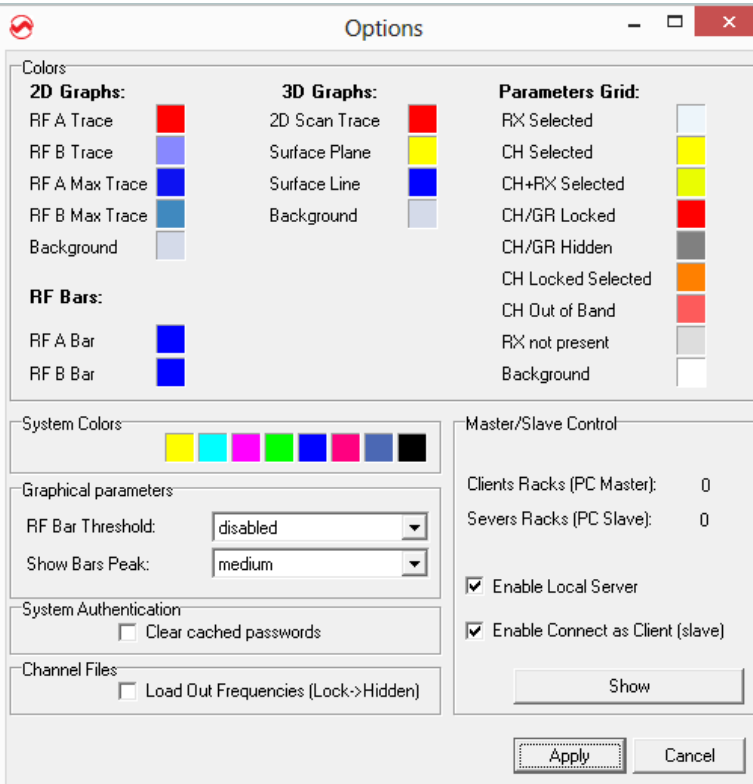 Options
Colors
2D Graphs:
RF A Trace
RF B Trace
RF A Max Trace
RF B Max Trace
Background
RF Bars:
RF A Bar
RF B Bar
3D Graphs:
2D Scan Trace
Surface Plane
Surface Line
Background
Parameters Grid:
RX Selected
CH Selected
CH+RX Selected
CH/GR Locked
CH/GR Hidden
CH Locked Selected
CH Out of Band
RX not present
Background
System Colors
Graphical parameters
RF Bar Threshold: disabled
Show Bars Peak: medium
System Authentication
Clear cached passwords
Channel Files
Load Out Frequencies (Lock->Hidden)
Master/Slave Control
Clients Racks (PC Master): 0
Severs Racks (PC Slave): 0
Enable Local Server
Enable Connect as Client (slave)
Show
Apply Cancel